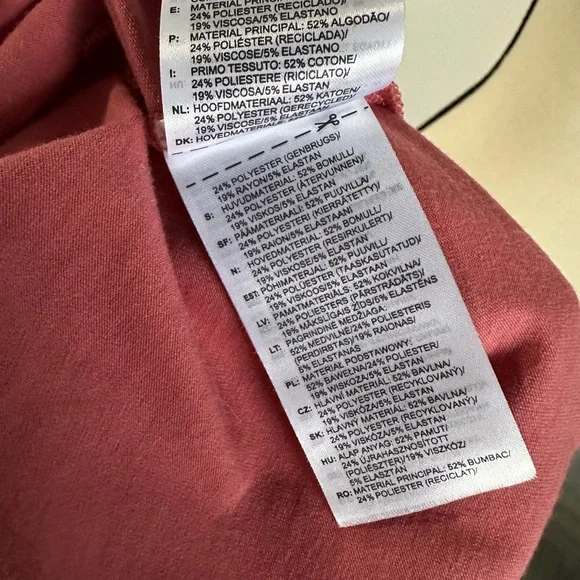 E: MATERIAL PRINCIPAL: 52%
24% POLIESTER (RECICLADO)/
19% VISCOSA/5% ELASTANO
P: MATERIAL PRINCIPAL: 52% ALGODÃO/
24% POLIÉSTER (RECICLADA)/
19% VISCOSE/5% ELASTANO
I: PRIMO TESSUTO: 52% COTONE/
24% POLIESTERE (RICICLATO)/
19% VISCOSA/5% ELASTAN
NL: HOOFDMATERIAAL: 52% KATOEN/
24% POLYESTER (GERECYCLED)/
19% VISCOSE/5% ELASTAN
DK: HOVEDMATERIALE:
24% POLYESTER (GENBRUGS)/
19% RAYON/5% ELASTAN
S: HUVUDMATERIAL: 52% BOMULL/
24% POLYESTER (ÅTERVUNNEN)/
19% VISKOS/5% ELASTAN
SF: PÄÄMATERIAALI: 52% PUUVILLA/
24% POLYESTERI (KIERRÄTETTY)/
19% RAION/5% ELASTAANI
N: HOVEDMATERIAL: 52% BOMULL/
24% POLYESTER (RESIRKULERT)/
19% VISKOSE/5% ELASTAN
EST: PÕHIMATERJAL: 52% PUUVILL/
24% POLÜESTER (TAASKASUTATUD)/
19% VISKOOS/5% ELASTAAN
LV: PAMATMATERIĀLS: 52% KOKVILNA/
24% POLIESTERS (PĀRSTRĀDĀTS)/
19% MĀKSLĪGAIS ZĪDS/5% ELASTĒNS
LT: PAGRINDINĖ MEDŽIAGA:
52% MEDVILNĖ/24% POLIESTERIS
(PERDIRBTAS)/19% RAIONAS/
5% ELASTANAS
PL: MATERIAŁ PODSTAWOWY:
52% BAWEŁNA/24% POLIESTER/
19% WISKOZA/5% ELASTAN
CZ: HLAVNÍ MATERIÁL: 52% BAVLNA/
24% POLYESTER (RECYKLOVANÝ)/
19% VISKÓZA/5% ELASTAN
SK: HLAVNÝ MATERIÁL: 52% BAVLNA/
24% POLYESTER (RECYKLOVANÝ)/
19% VISKÓZA/5% ELASTAN
HU: ALAP ANYAG: 52% PAMUT/
24% ÚJRAHASZNOSÍTOTT
(POLIÉSZTER)/19% VISZKÓZ/
5% ELASZTÁN
RO: MATERIAL PRINCIPAL: 52% BUMBAC/
24% POLIESTER (RECICLAT)/